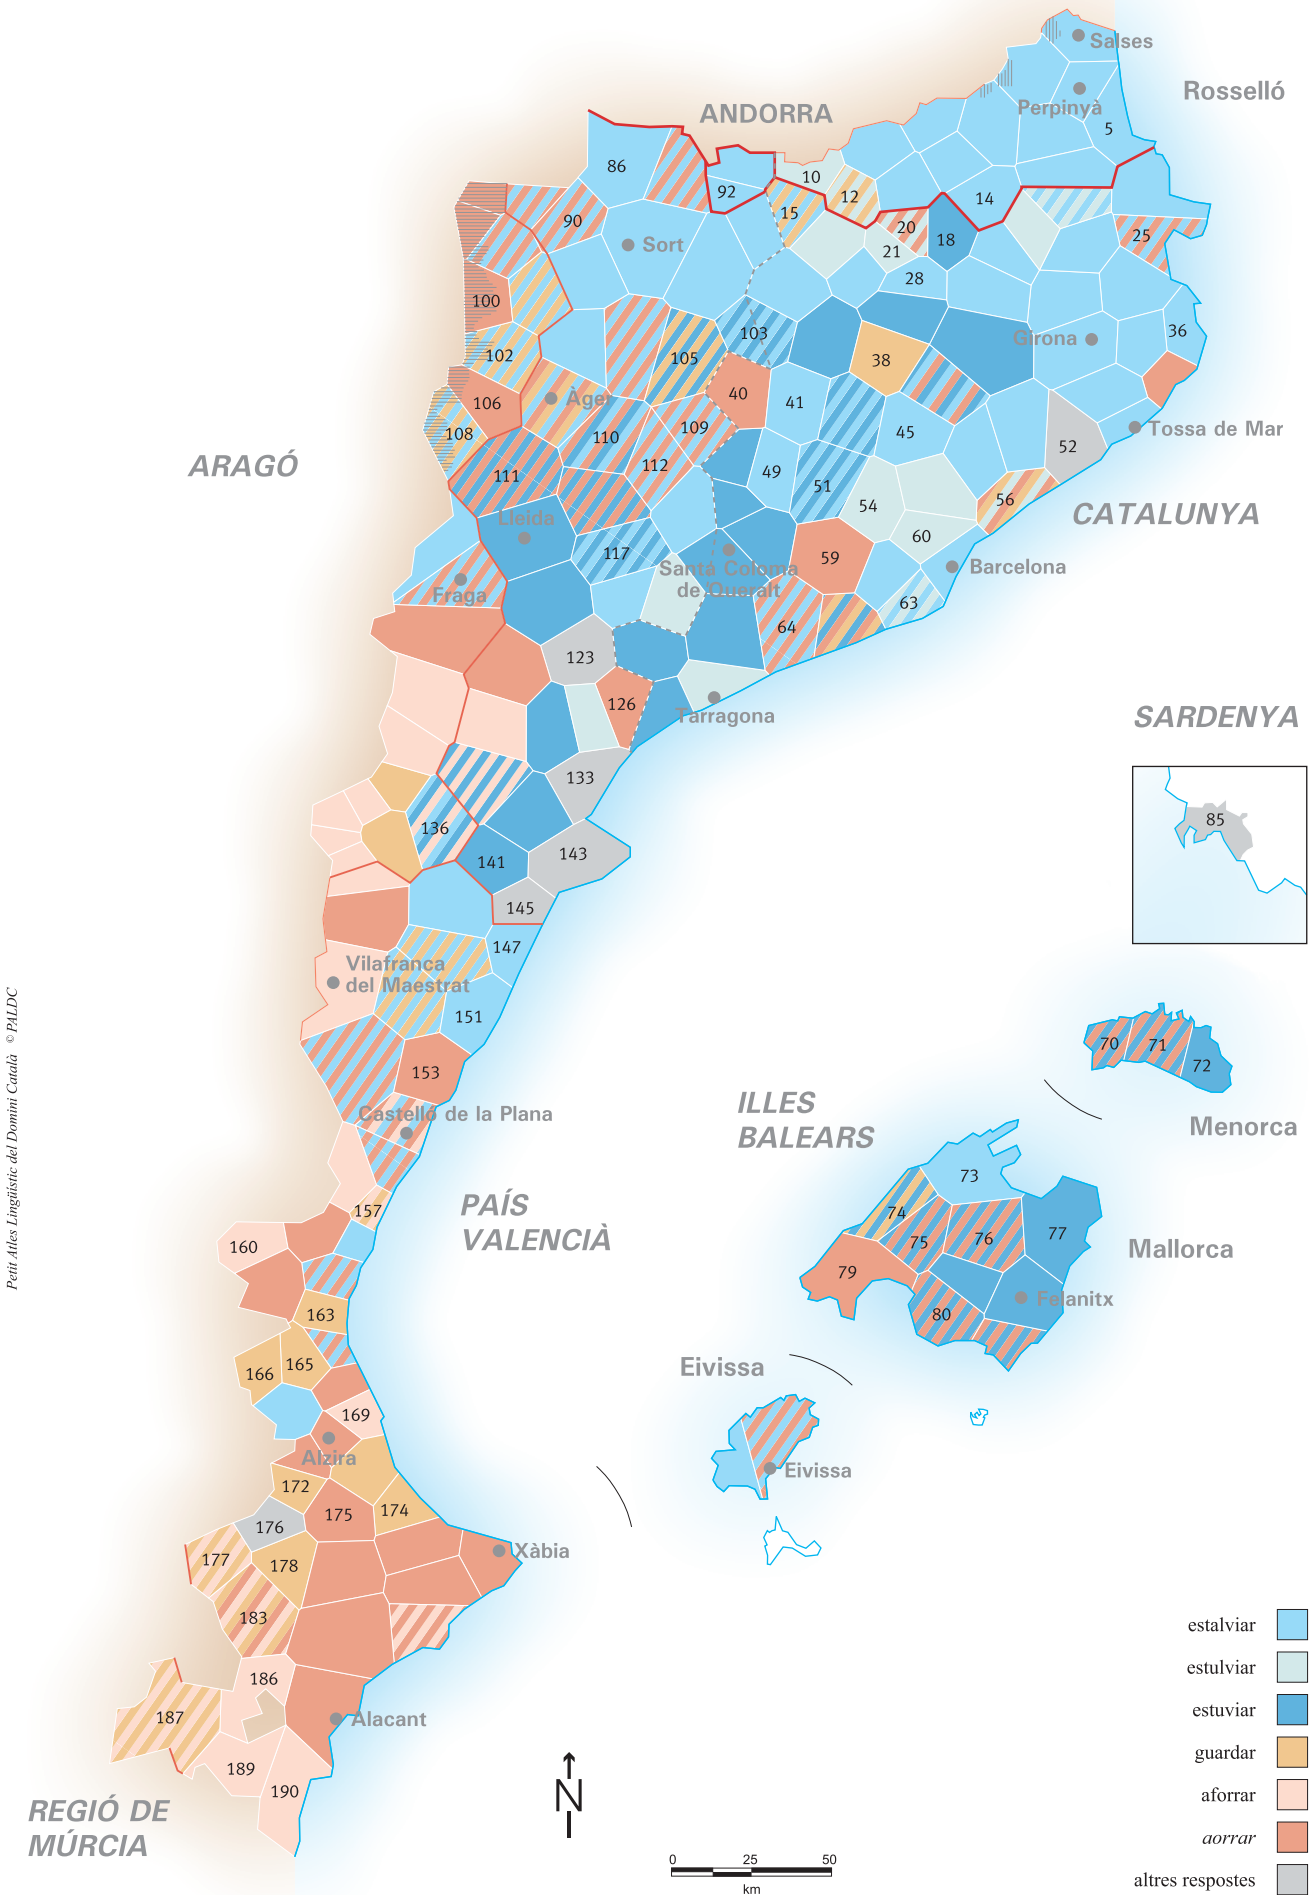 Salses
Rosselló
ANDORRA
Perpinyà
5
86
10
92
12
14
15
90
20
18
25
Sort
21
28
100
103
36
102
105
38
Girona
40
Àger
106
41
109
Tossa de Mar
108
110
45
52
112
ARAGÓ
49
111
51
56
54
CATALUNYA
Lleida
60
117
59
Barcelona
Santa Coloma
de Queralt
Fraga
63
64
123
126
Tarragona
SARDENYA
133
85
136
141
143
145
147
Vilafranca
del Maestrat
151
70
71
72
153
Castelló de la Plana
ILLES
BALEARS
Menorca
73
157
PAÍS
VALENCIÀ
74
75
76
77
160
Mallorca
79
Felanitx
163
80
165
166
Eivissa
169
Alzira
Eivissa
172
174
175
176
Xàbia
177
178
183
186
187
Alacant
189
190
REGIÓ DE
MÚRCIA
N
0 25 50
km
estalviar
estulviar
estuviar
guardar
aforrar
aorrar
altres respostes
Petit Atles Lingüístic del Domini Català © PALDC